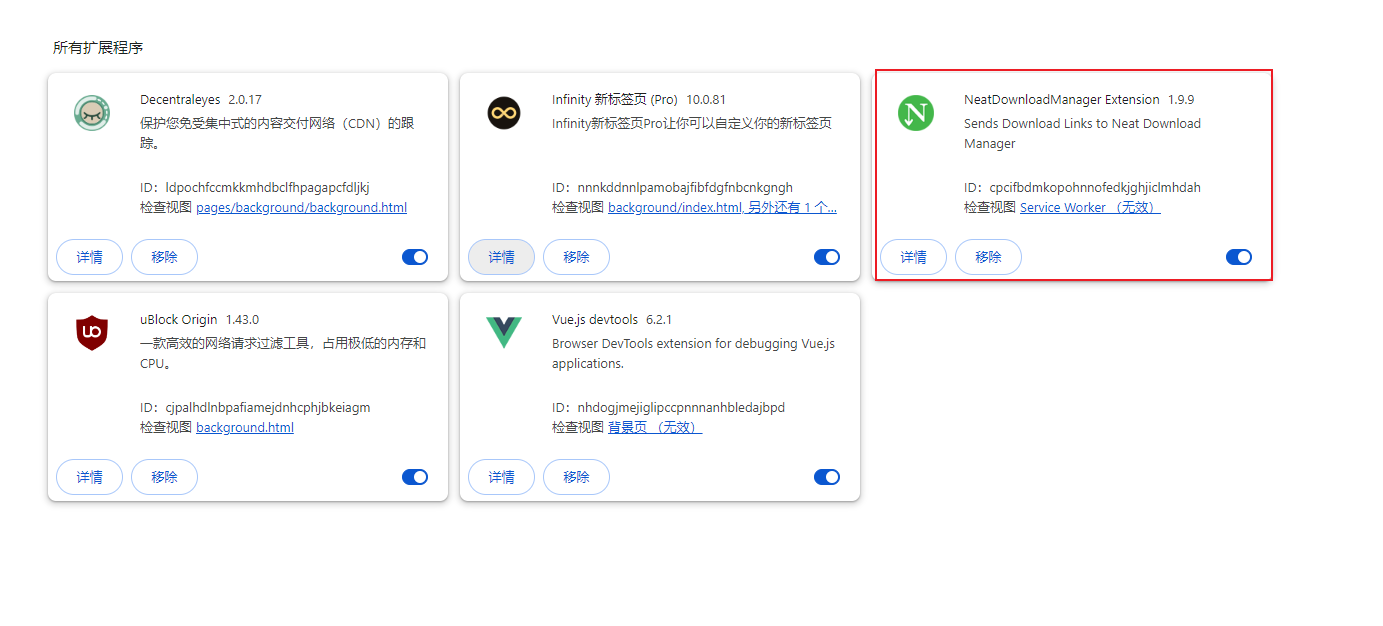 所有扩展程序
Decentraleyes 2.0.17
保护您免受集中式的内容交付网络（CDN）的跟
踪。
ID：ldpochfccmkkmhdbclfhpagapcfdljkj
检查视图 pages/background/background.html
详情 移除
Infinity 新标签页 (Pro) 10.0.81
Infinity新标签页Pro让你可以自定义你的新标签页
ID：nnnkddnnlpamobajfibfdgfnbcnkgngh
检查视图 background/index.html, 另外还有 1 个...
详情 移除
N
NeatDownloadManager Extension 1.9.9
Sends Download Links to Neat Download
Manager
ID：cpcifbdmkopohnnofedkjghjiclmhdah
检查视图 Service Worker （无效）
详情 移除
uO
uBlock Origin 1.43.0
一款高效的网络请求过滤工具，占用极低的内存和
CPU。
ID：cjpalhdlnbpafiamejdnhcphjbkeiagm
检查视图 background.html
详情 移除
Vue.js devtools 6.2.1
Browser DevTools extension for debugging Vue.js
applications.
ID：nhdogjmejiglipccpnnnanhbledajbpd
检查视图 背景页 （无效）
详情 移除